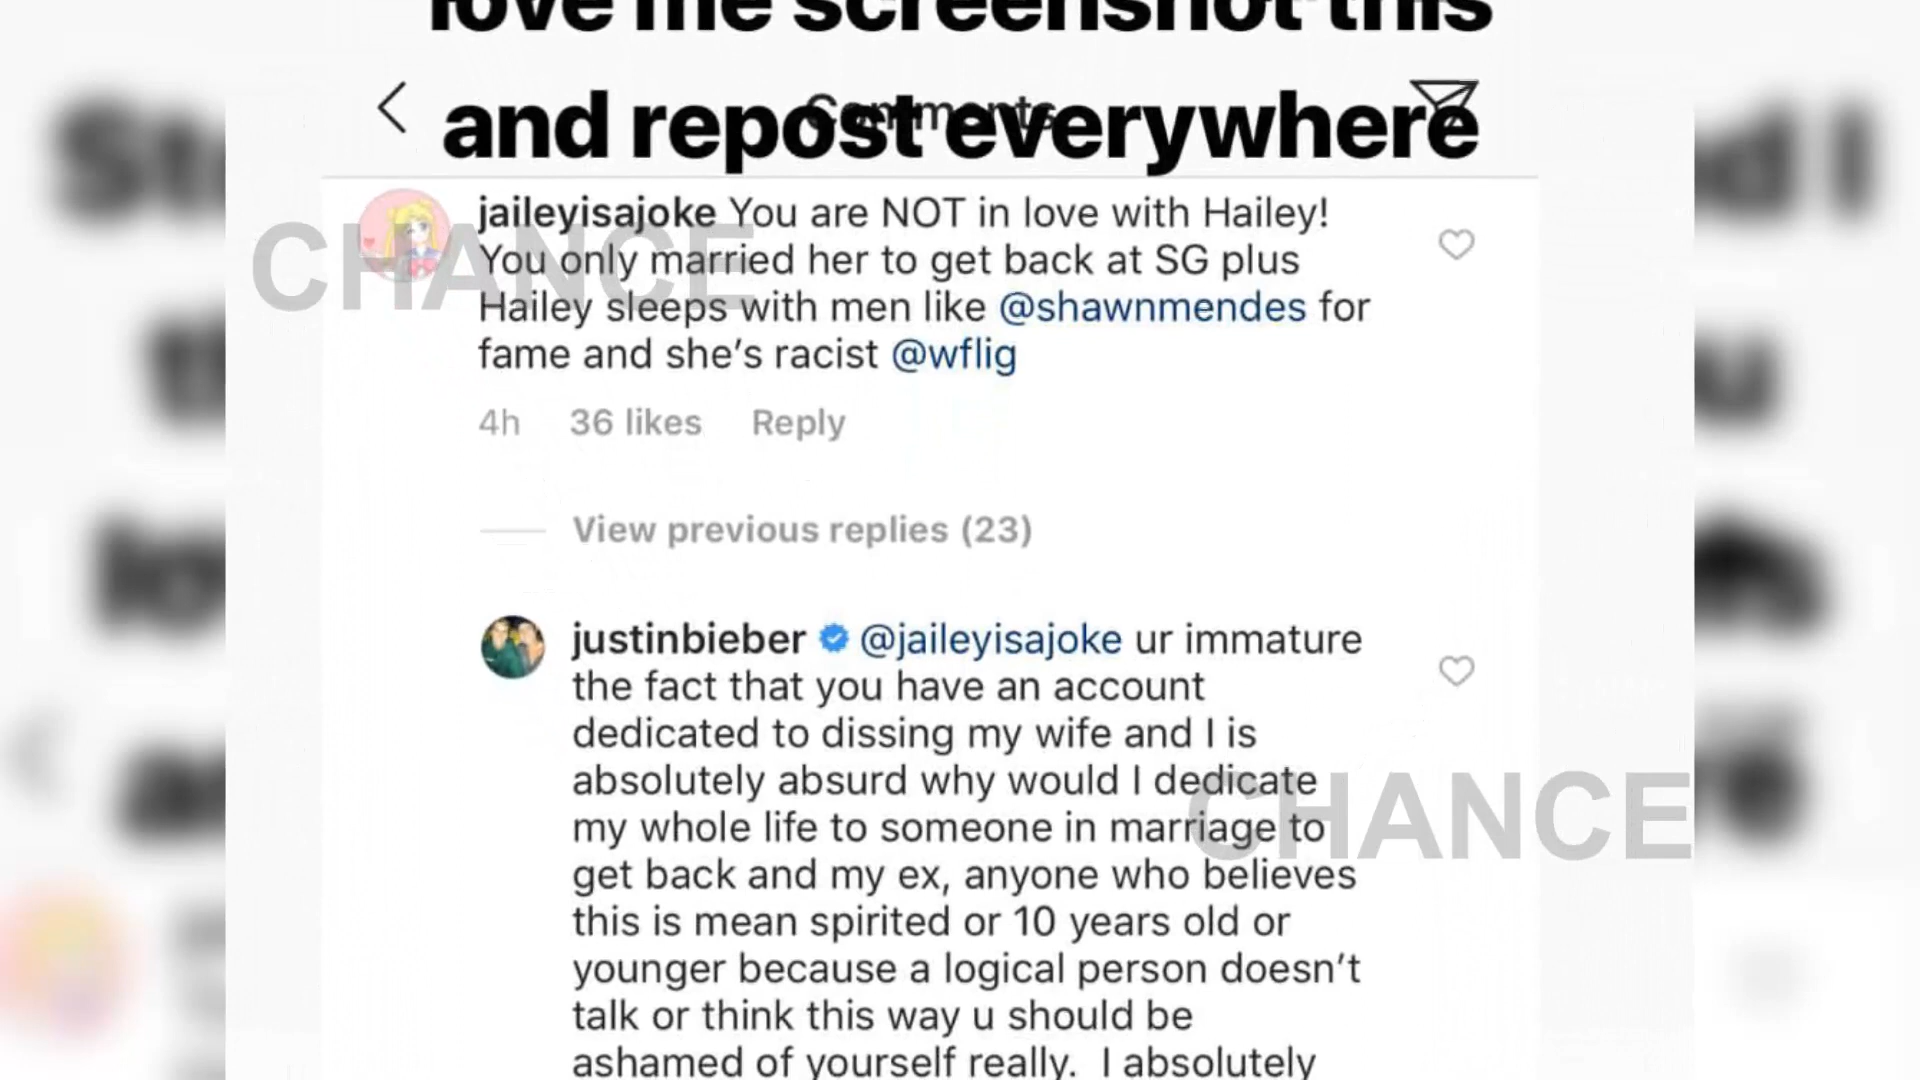 love me screenshot this
and repost everywhere
Comments
jaileyisajoke You are NOT in love with Hailey!
You only married her to get back at SG plus
Hailey sleeps with men like @shawnmendes for
fame and she's racist @wflig
CHANCE
4h 36 likes Reply
View previous replies (23)
justinbieber @jaileyisajoke ur immature
the fact that you have an account
dedicated to dissing my wife and I is
absolutely absurd why would I dedicate
my whole life to someone in marriage to
CHANCE
get back and my ex, anyone who believes
this is mean spirited or 10 years old or
younger because a logical person doesn't
talk or think this way u should be
ashamed of yourself really. I absolutely